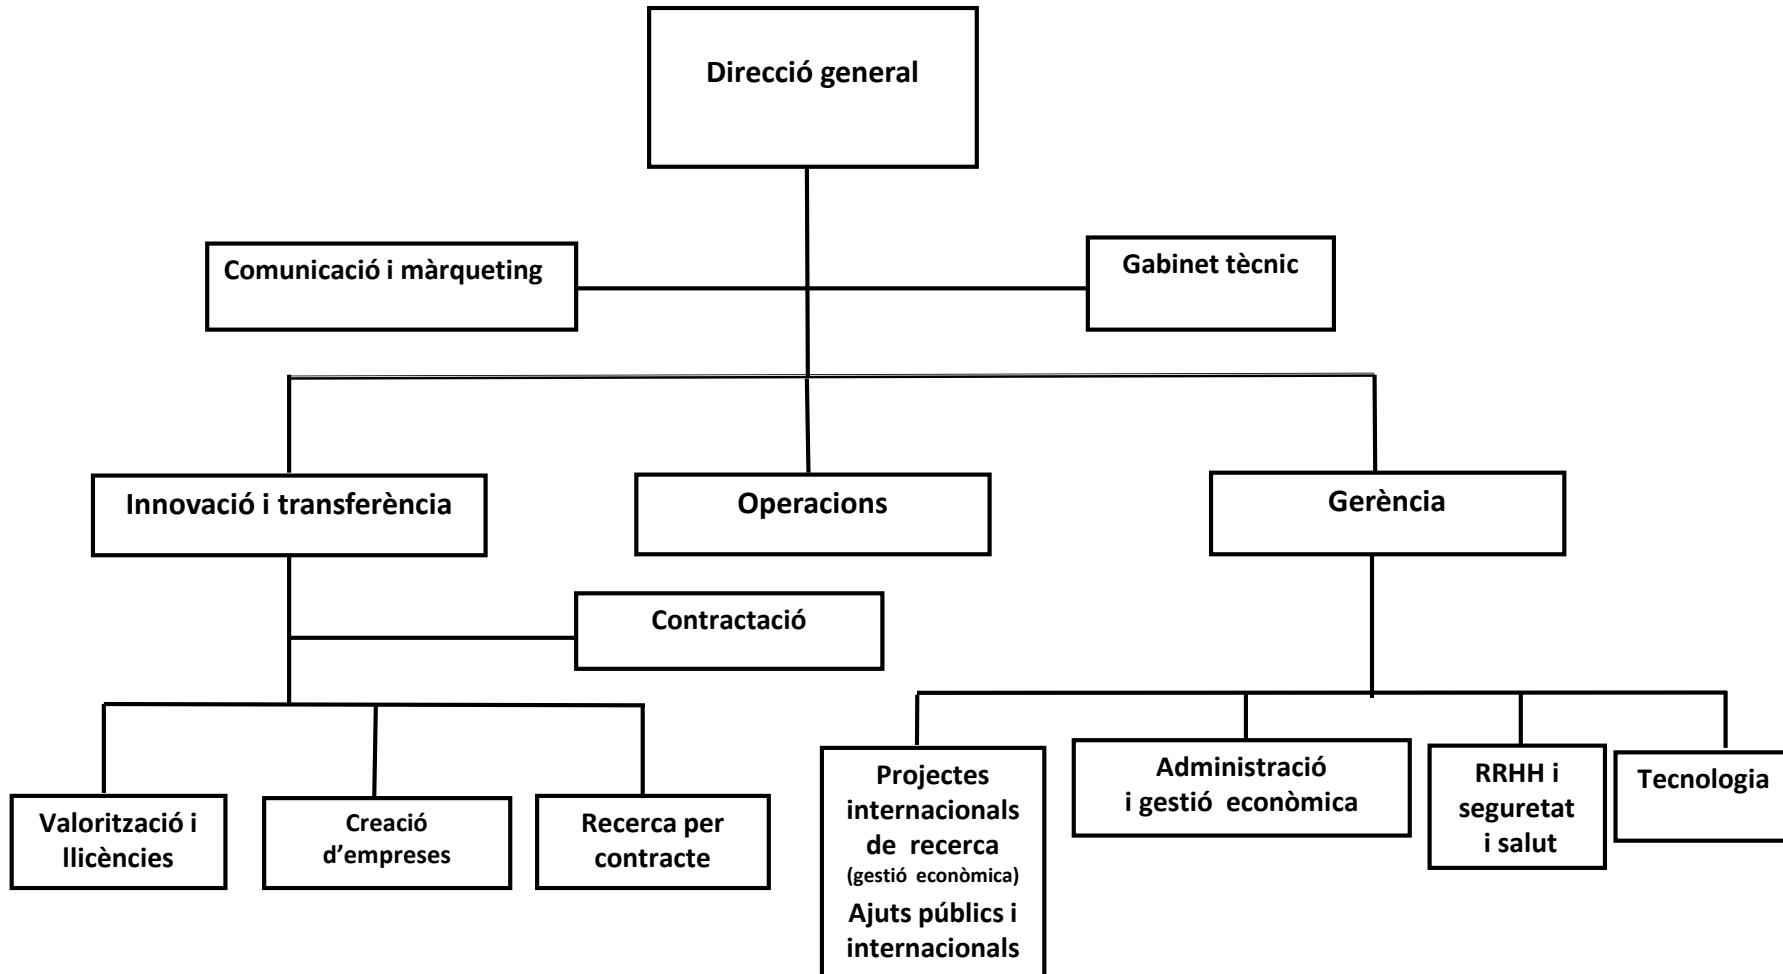 Direcció general
Comunicació i màrqueting
Gabinet tècnic
Innovació i transferència
Operacions
Gerència
Contractació
Valorització i
llicències
Creació
d’empreses
Recerca per
contracte
Projectes
internacionals
de recerca
(gestió econòmica)
Ajuts públics i
internacionals
Administració
i gestió econòmica
RRHH i
seguretat
i salut
Tecnologia